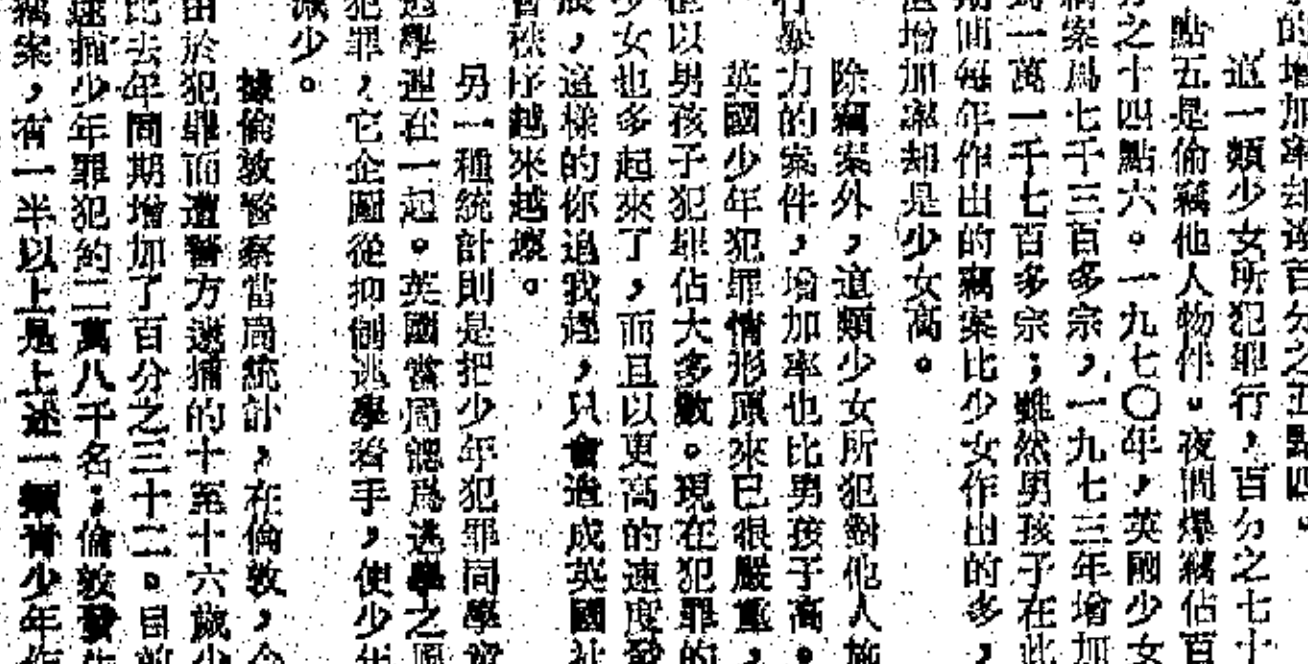 的增加率却達百分之五點四。
這一類少女所犯罪行，百分之七十
點五是偷竊他人物件。夜間爆竊佔百
分之十四點六。一九七〇年，英國少女
竊案爲七千三百多宗，一九七三年增加
到一萬一千七百多宗；雖然男孩子在此
期間每年作出的竊案比少女作出的多，
增加率却是少女高。
除竊案外，這類少女所犯對他人施
行暴力的案件，增加率也比男孩子高。
英國少年犯罪情形原來已很嚴重，
以男孩子犯罪佔大多數。現在犯罪的
少女也多起來了，而且以更高的速度發
展，這樣的你追我趕，只會造成英國社
會秩序越來越壞。
另一種統計則是把少年犯罪同學童
逃學連在一起。英國當局認爲逃學之風
犯罪，它企圖從抑制逃學着手，使少年
減少。
據倫敦警察當局統計，在倫敦，今
由於犯罪而遭警方逮捕的十至十六歲少
比去年同期增加了百分之三十二。目前
逮捕少年罪犯約二萬八千名；倫敦發生
竊案，有一半以上是上述一類青少年作